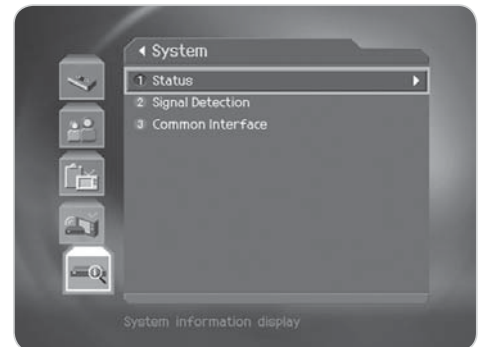 System
1 Status
2 Signal Detection
3 Common Interface
System information display